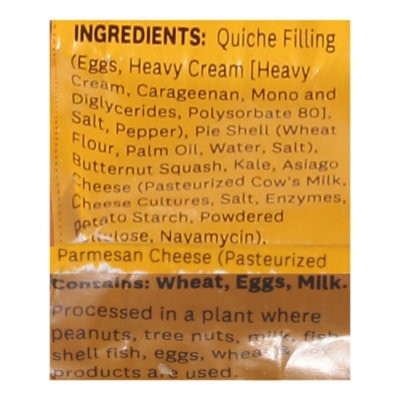 INGREDIENTS: Quiche Filling
(Eggs, Heavy Cream [Heavy
Cream, Carageenan, Mono and
Diglycerides, Polysorbate 80],
Salt, Pepper), Pie Shell (Wheat
Flour, Palm Oil, Water, Salt),
Butternut Squash, Kale, Asiago
Cheese (Pasteurized Cow's Milk,
Cheese Cultures, Salt, Enzymes,
Potato Starch, Powdered
Cellulose, Navamycin),
Parmesan Cheese (Pasteurized
Contains: Wheat, Eggs, Milk.
Processed in a plant where
peanuts, tree nuts, milk, fish,
shell fish, eggs, wheat & soy
products are used.